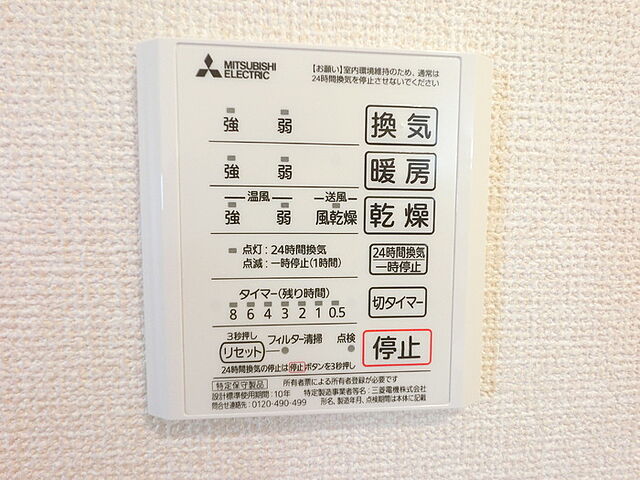 MITSUBISHI
ELECTRIC
【お願い】室内環境維持のため、通常は
24時間換気を停止させないでください
強 弱 換気
強 弱 暖房
温風 送風
強 弱 風乾燥 乾燥
点灯：24時間換気
点滅：一時停止(1時間)
24時間換気
一時停止
タイマー(残り時間)
8 6 4 3 2 1 0.5
切タイマー
3秒押し
リセット フィルター清掃 点検
停止
24時間換気の停止は停止ボタンを3秒押し
特定保守製品 所有者票による所有者登録が必要です
設計標準使用期間：10年 特定製造事業者等名：三菱電機株式会社
問合せ連絡先：0120-490-499 形名、製造年月、点検期間は本体に記載